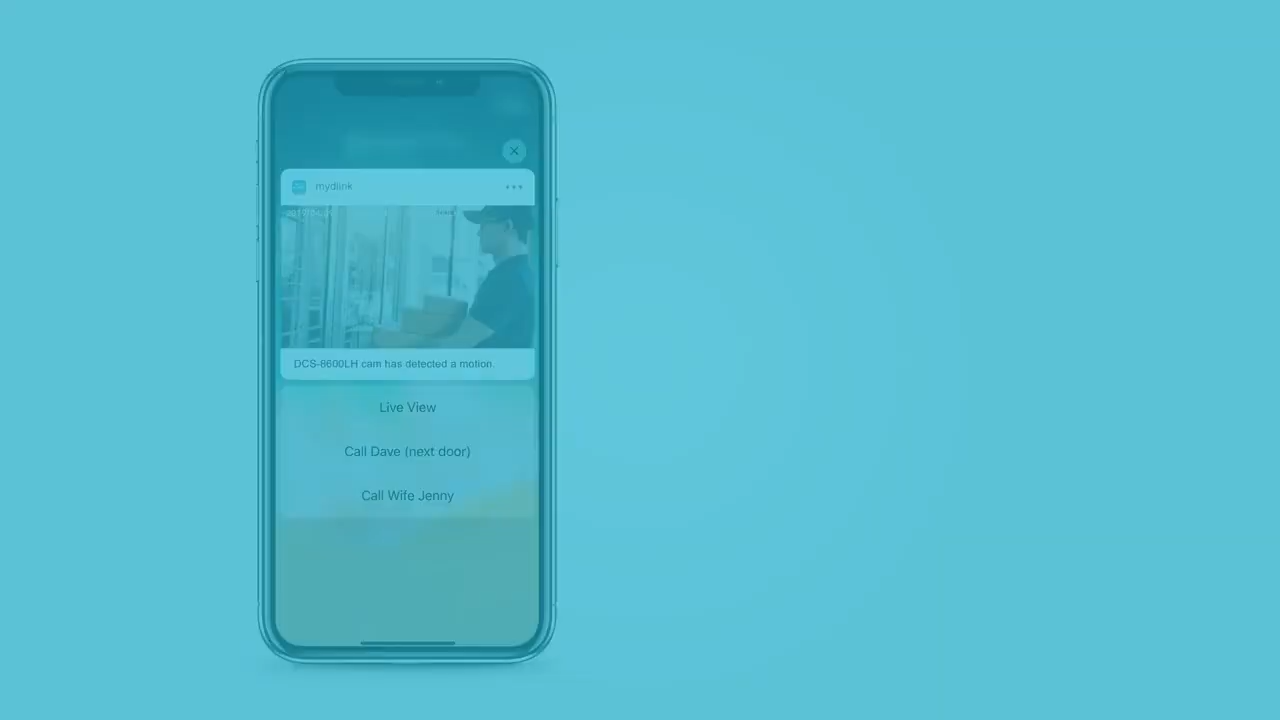 mydlink
DCS-8600LH cam has detected a motion.
Live View
Call Dave (next door)
Call Wife Jenny